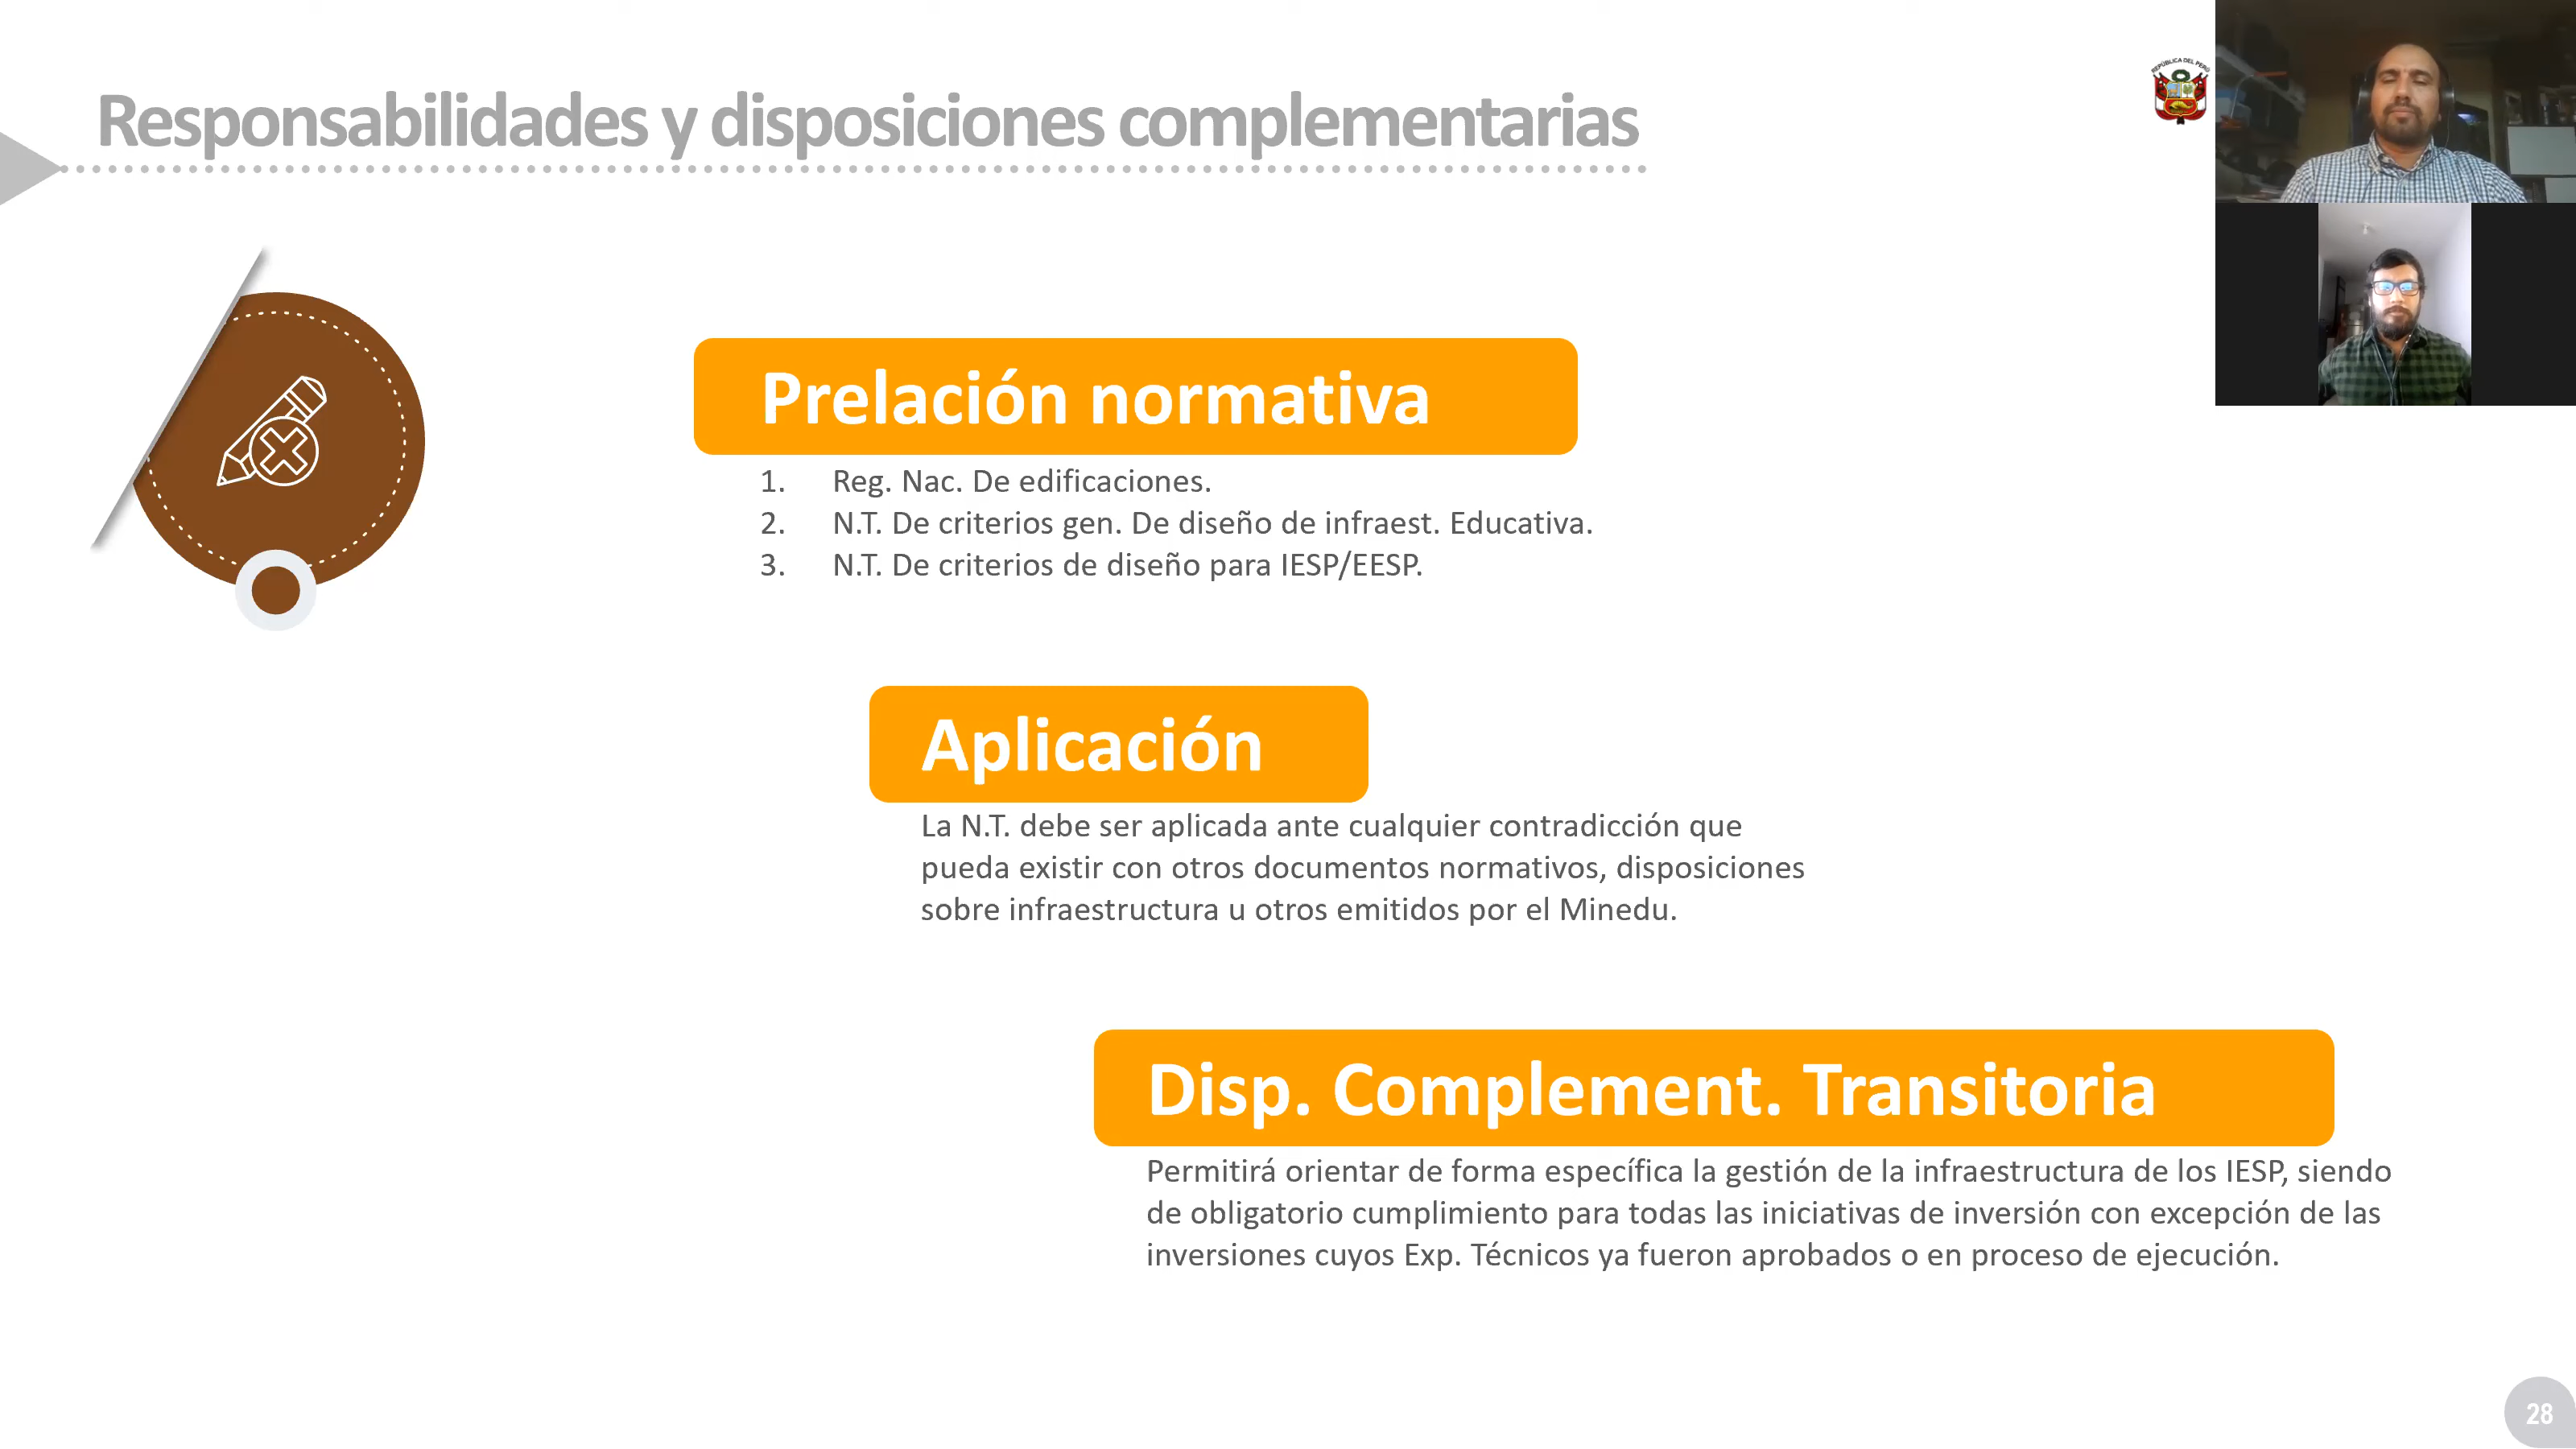 Responsabilidades y disposiciones complementarias
REPÚBLICA DEL PERÚ
Prelación normativa
1. Reg. Nac. De edificaciones.
2. N.T. De criterios gen. De diseño de infraest. Educativa.
3. N.T. De criterios de diseño para IESP/EESP.
Aplicación
La N.T. debe ser aplicada ante cualquier contradicción que
pueda existir con otros documentos normativos, disposiciones
sobre infraestructura u otros emitidos por el Minedu.
Disp. Complement. Transitoria
Permitirá orientar de forma específica la gestión de la infraestructura de los IESP, siendo
de obligatorio cumplimiento para todas las iniciativas de inversión con excepción de las
inversiones cuyos Exp. Técnicos ya fueron aprobados o en proceso de ejecución.
28